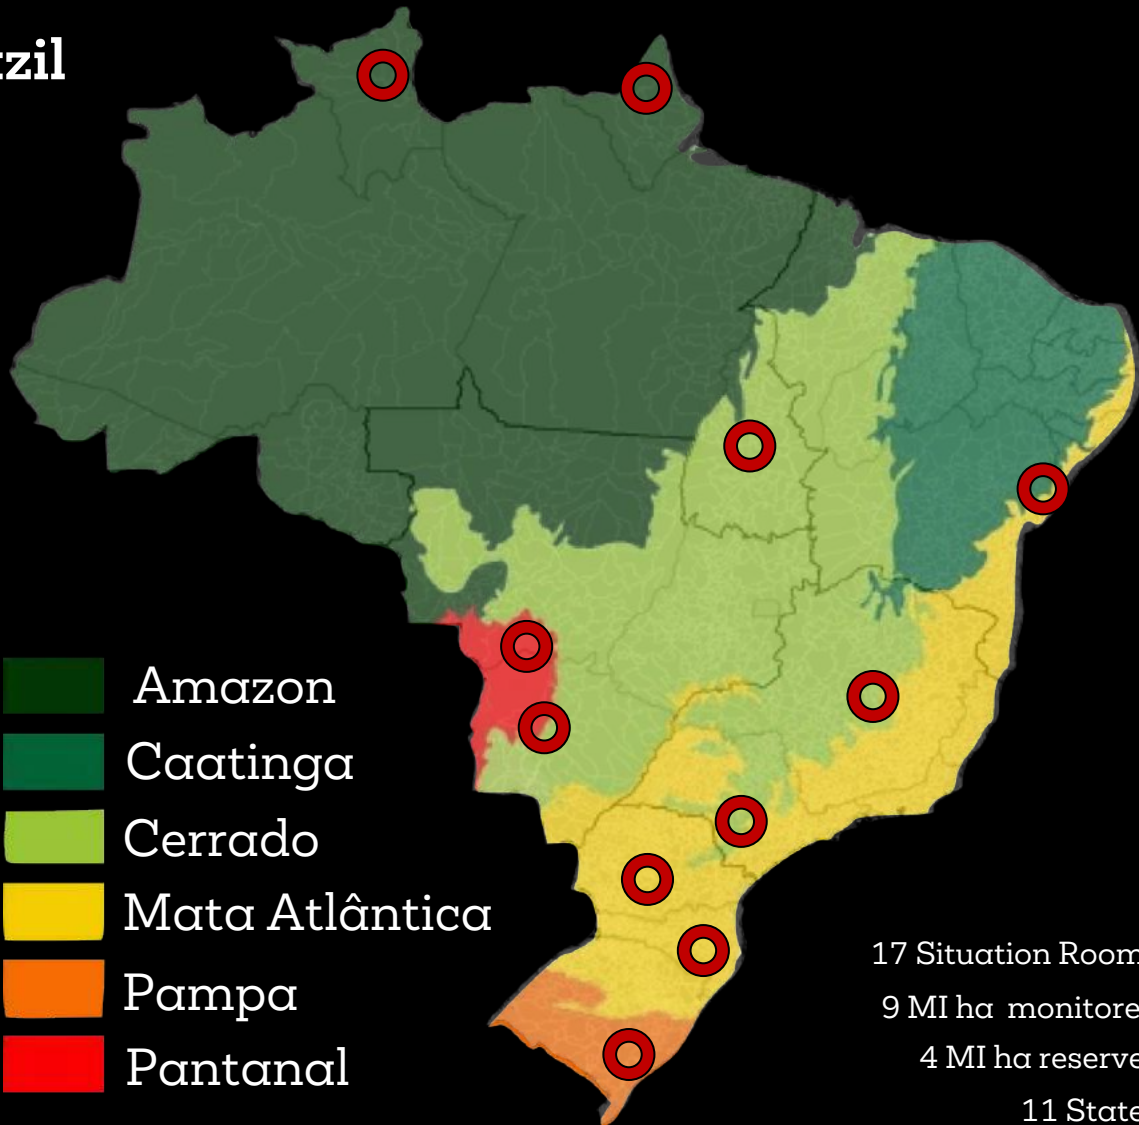 zil
Amazon
Caatinga
Cerrado
Mata Atlântica
Pampa
Pantanal
17 Situation Room
9 MI ha monitore
4 MI ha reserve
11 State